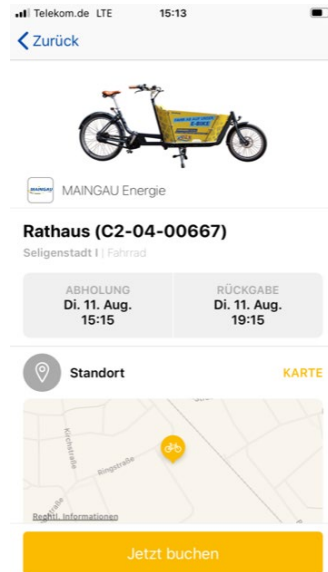 Telekom.de LTE 15:13
Zurück
MAINGAU Energie
Rathaus (C2-04-00667)
Seligenstadt I | Fahrrad
ABHOLUNG
Di. 11. Aug.
15:15
RÜCKGABE
Di. 11. Aug.
19:15
Standort
KARTE
Kirchstraße
Ringstraße
Rechtl. Informationen
Jetzt buchen